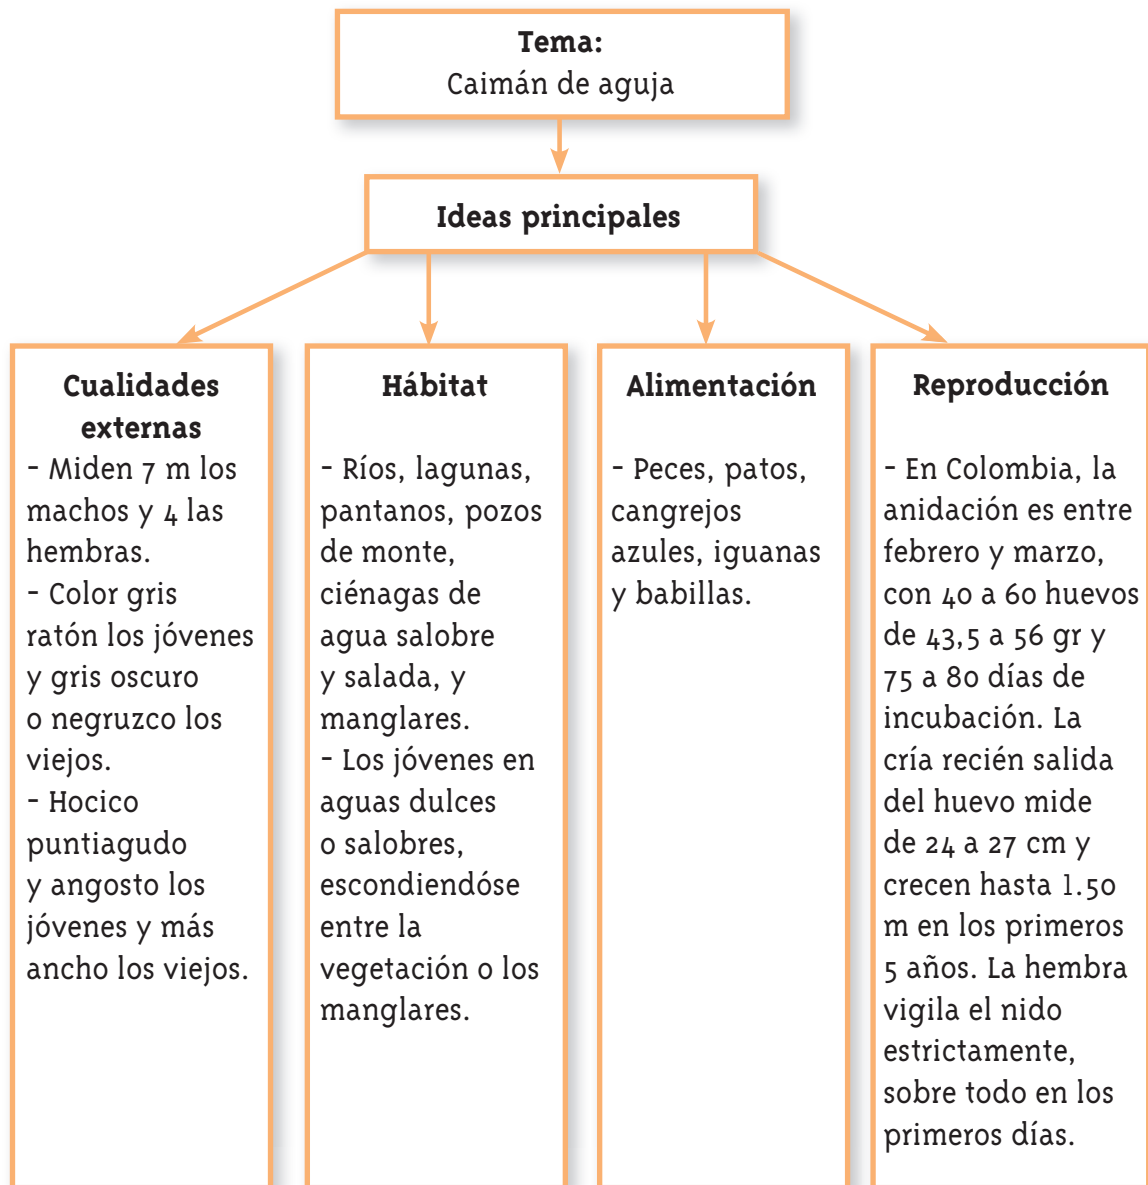 Tema:
Caimán de aguja
Ideas principales
Cualidades
externas
- Miden 7 m los
machos y 4 las
hembras.
- Color gris
ratón los jóvenes
y gris oscuro
o negruzco los
viejos.
- Hocico
puntiagudo
y angosto los
jóvenes y más
ancho los viejos.
Hábitat
- Ríos, lagunas,
pantanos, pozos
de monte,
ciénagas de
agua salobre
y salada, y
manglares.
- Los jóvenes en
aguas dulces
o salobres,
escondiendóse
entre la
vegetación o los
manglares.
Alimentación
- Peces, patos,
cangrejos
azules, iguanas
y babillas.
Reproducción
- En Colombia, la
anidación es entre
febrero y marzo,
con 40 a 60 huevos
de 43,5 a 56 gr y
75 a 80 días de
incubación. La
cría recién salida
del huevo mide
de 24 a 27 cm y
crecen hasta 1.50
m en los primeros
5 años. La hembra
vigila el nido
estrictamente,
sobre todo en los
primeros días.